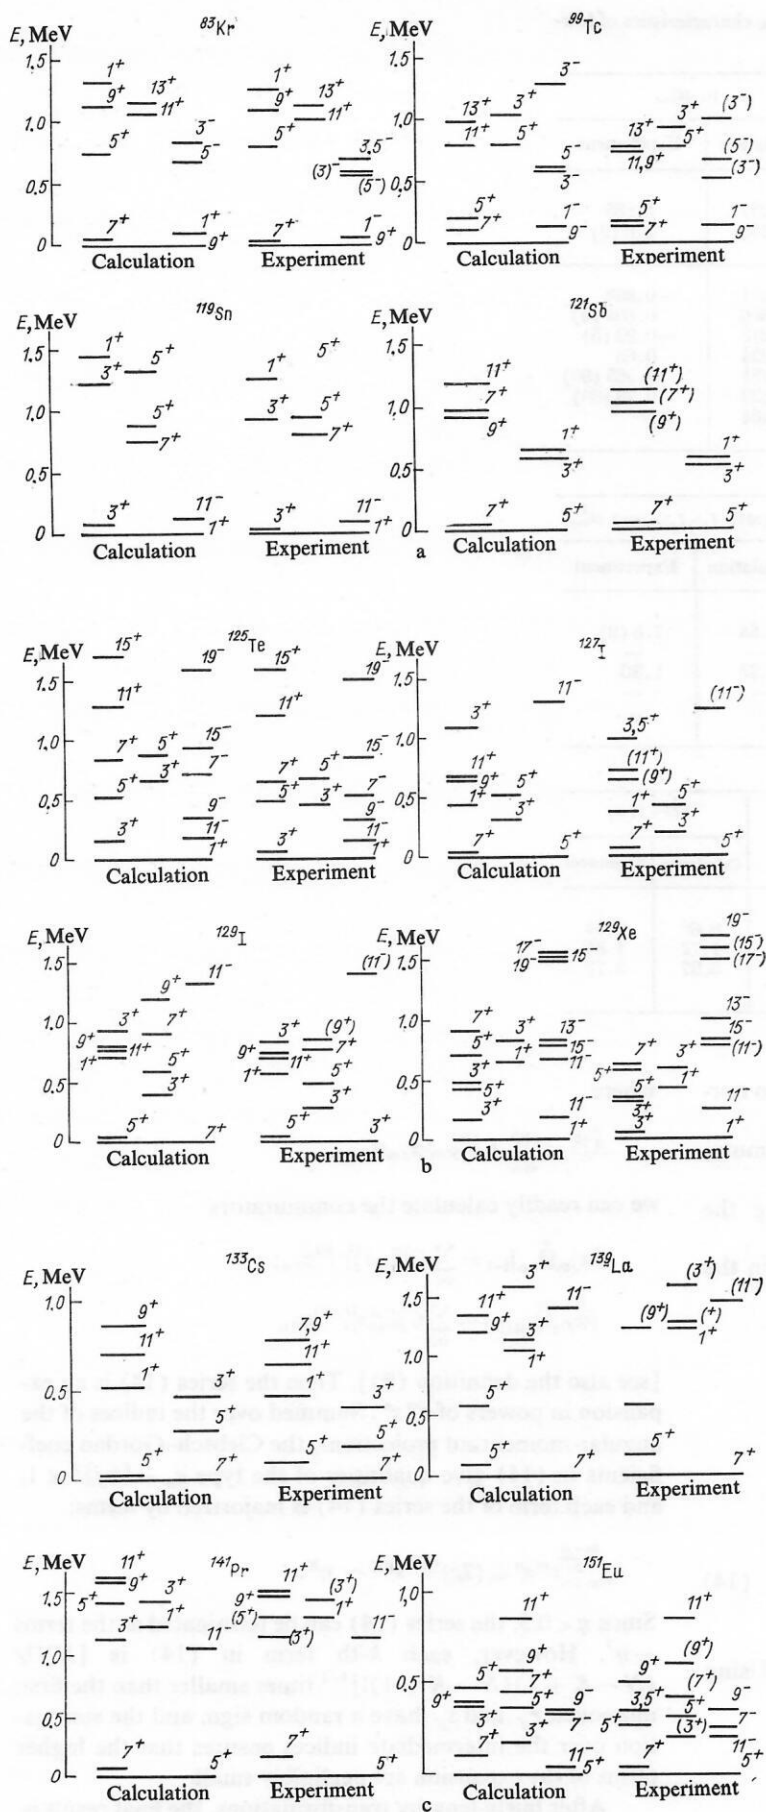 e characteristics of
E, MeV ⁸³Kr
1,5
1,0
0,5
0
1⁺ 9⁺ 5⁺ 7⁺ 13⁺ 11⁺ 3⁻ 5⁻ 1⁺ 9⁺
1⁺ 9⁺ 5⁺ 7⁺ 13⁺ 11⁺ 3,5⁻ (3)⁻ (5⁻) 1⁻ 9⁺
Calculation Experiment
E, MeV ⁹⁹Tc
1,5
1,0
0,5
0
13⁺ 11⁺ 5⁺ 7⁺ 3⁺ 5⁺ 3⁻ 5⁻ 3⁻ 1⁻ 9⁻
13⁺ 11,9⁺ 5⁺ 7⁺ 3⁺ 5⁺ (3⁻) (5⁻) (3⁻) 1⁻ 9⁻
Calculation Experiment
E, MeV ¹¹⁹Sn
1,5
1,0
0,5
0
1⁺ 3⁺ 3⁺ 5⁺ 5⁺ 7⁺ 11⁻ 1⁺
1⁺ 3⁺ 3⁺ 5⁺ 5⁺ 7⁺ 11⁻ 1⁺
Calculation Experiment
E, MeV ¹²¹Sb
1,5
1,0
0,5
0
11⁺ 7⁺ 9⁺ 7⁺ 1⁺ 3⁺ 5⁺
(11⁺) (7⁺) (9⁺) 7⁺ 1⁺ 3⁺ 5⁺
a Calculation Experiment
E, MeV ¹²⁵Te
1,5
1,0
0,5
0
15⁺ 11⁺ 7⁺ 5⁺ 3⁺ 5⁺ 3⁺ 19⁻ 15⁻ 7⁻ 9⁻ 11⁻ 1⁺
15⁺ 11⁺ 7⁺ 5⁺ 3⁺ 5⁺ 3⁺ 19⁻ 15⁻ 7⁻ 9⁻ 11⁻ 1⁺
Calculation Experiment
E, MeV ¹²⁷I
1,5
1,0
0,5
0
3⁺ 11⁺ 9⁺ 1⁺ 7⁺ 5⁺ 3⁺ 11⁻ 5⁺
3,5⁺ (11⁺) (9⁺) 1⁺ 7⁺ 5⁺ 3⁺ (11⁻) 5⁺
Calculation Experiment
E, MeV ¹²⁹I
1,5
1,0
0,5
0
3⁺ 9⁺ 11⁺ 1⁺ 5⁺ 9⁺ 7⁺ 5⁺ 3⁺ 11⁻ 7⁺
3⁺ 9⁺ 11⁺ 1⁺ 5⁺ (9⁺) 7⁺ 5⁺ 3⁺ (11⁻) 3⁺
Calculation Experiment
E, MeV ¹²⁹Xe
1,5
1,0
0,5
0
7⁺ 5⁺ 3⁺ 5⁺ 3⁺ 3⁺ 1⁺ 17⁻ 19⁻ 15⁻ 13⁻ 15⁻ 11⁻ 11⁻ 1⁺
7⁺ 5⁺ 5⁺ 3⁺ 3⁺ 3⁺ 1⁺ 19⁻ (15⁻) (17⁻) 13⁻ 15⁻ (11⁻) 11⁻ 1⁺
b Calculation Experiment
we can readily calculate the commutators
E, MeV ¹³³Cs
1,0
0,5
0
9⁺ 11⁺ 1⁺ 5⁺ 3⁺ 5⁺ 7⁺
7,9⁺ 11⁺ 1⁺ 5⁺ 3⁺ 5⁺ 7⁺
Calculation Experiment
E, MeV ¹³⁹La
1,5
1,0
0,5
0
11⁺ 9⁺ 5⁺ 5⁺ 3⁺ 3⁺ 1⁺ 11⁻ 7⁺
(9⁺) 5⁺ (3⁺) (⁺) 1⁺ (11⁻) 7⁺
Calculation Experiment
E, MeV ¹⁴¹Pr
1,5
1,0
0,5
0
11⁺ 9⁺ 5⁺ 3⁺ 7⁺ 3⁺ 1⁺ 11⁻ 5⁺
11⁺ 9⁺ (5⁺) (3⁺) 7⁺ (3⁺) 1⁺ 11⁻ 5⁺
Calculation Experiment
E, MeV ¹⁵¹Eu
1,0
0,5
0
5⁺ 9⁺ 3⁺ 7⁺ 11⁺ 9⁺ 7⁺ 5⁺ 3⁺ 9⁻ 7⁻ 11⁻ 5⁺
9⁺ 3,5⁺ 7⁺ 11⁺ (9⁺) (7⁺) 5⁺ (3⁺) 9⁻ 7⁻ 11⁻ 5⁺
c Calculation Experiment